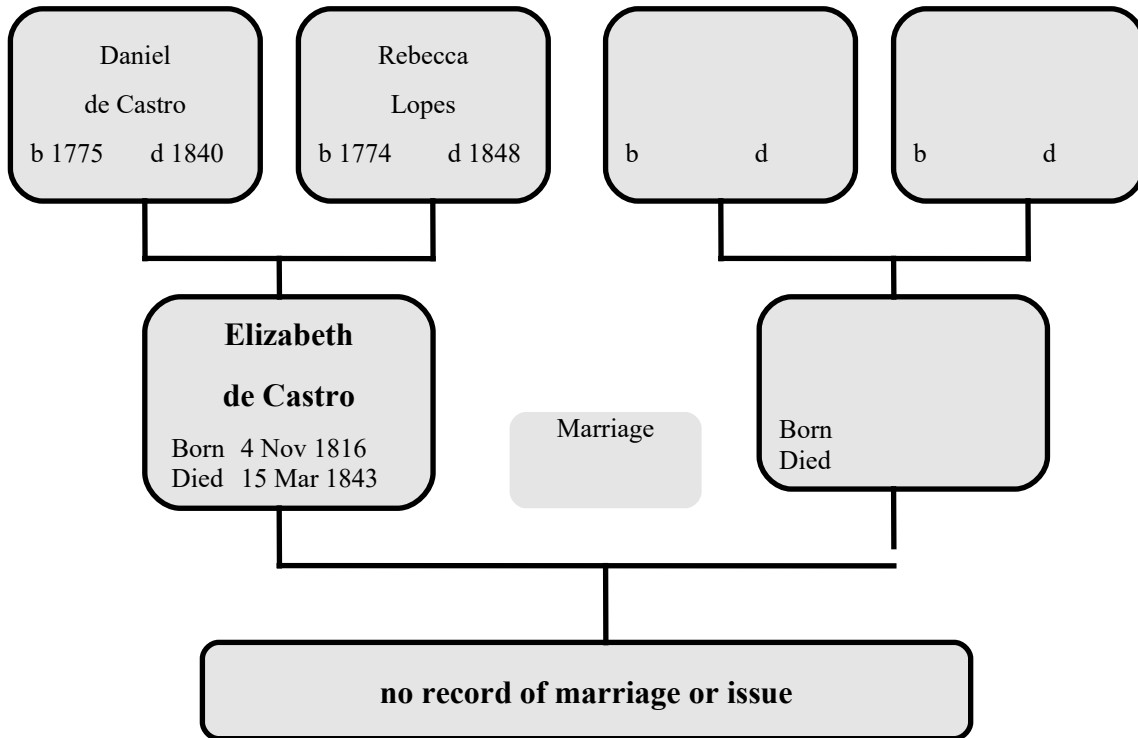 Daniel
de Castro
b 1775 d 1840
Rebecca
Lopes
b 1774 d 1848
b d
b d
Elizabeth
de Castro
Born 4 Nov 1816
Died 15 Mar 1843
Marriage
Born
Died
no record of marriage or issue